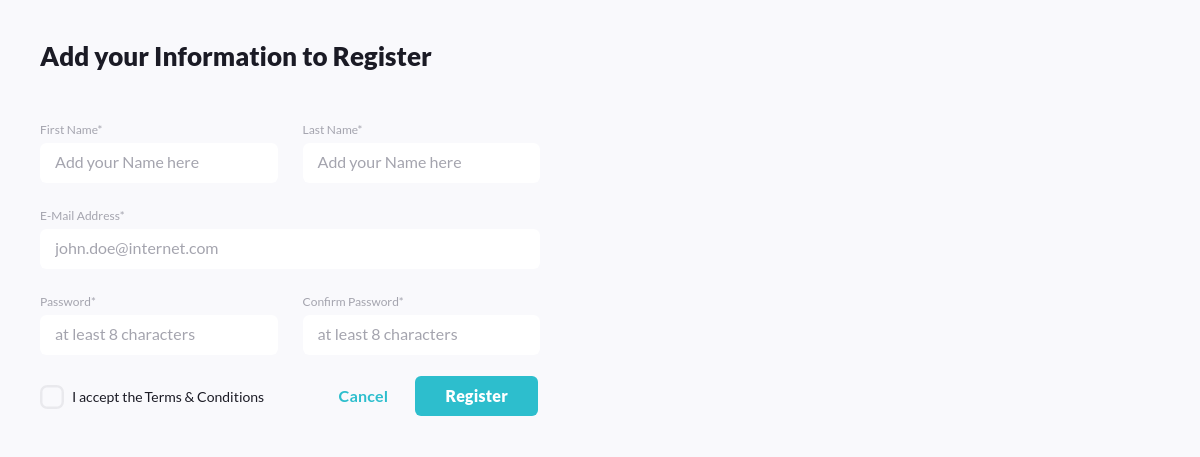 Add your Information to Register
First Name* Last Name*
Add your Name here Add your Name here
E-Mail Address*
john.doe@internet.com
Password* Confirm Password*
at least 8 characters at least 8 characters
I accept the Terms & Conditions Cancel Register